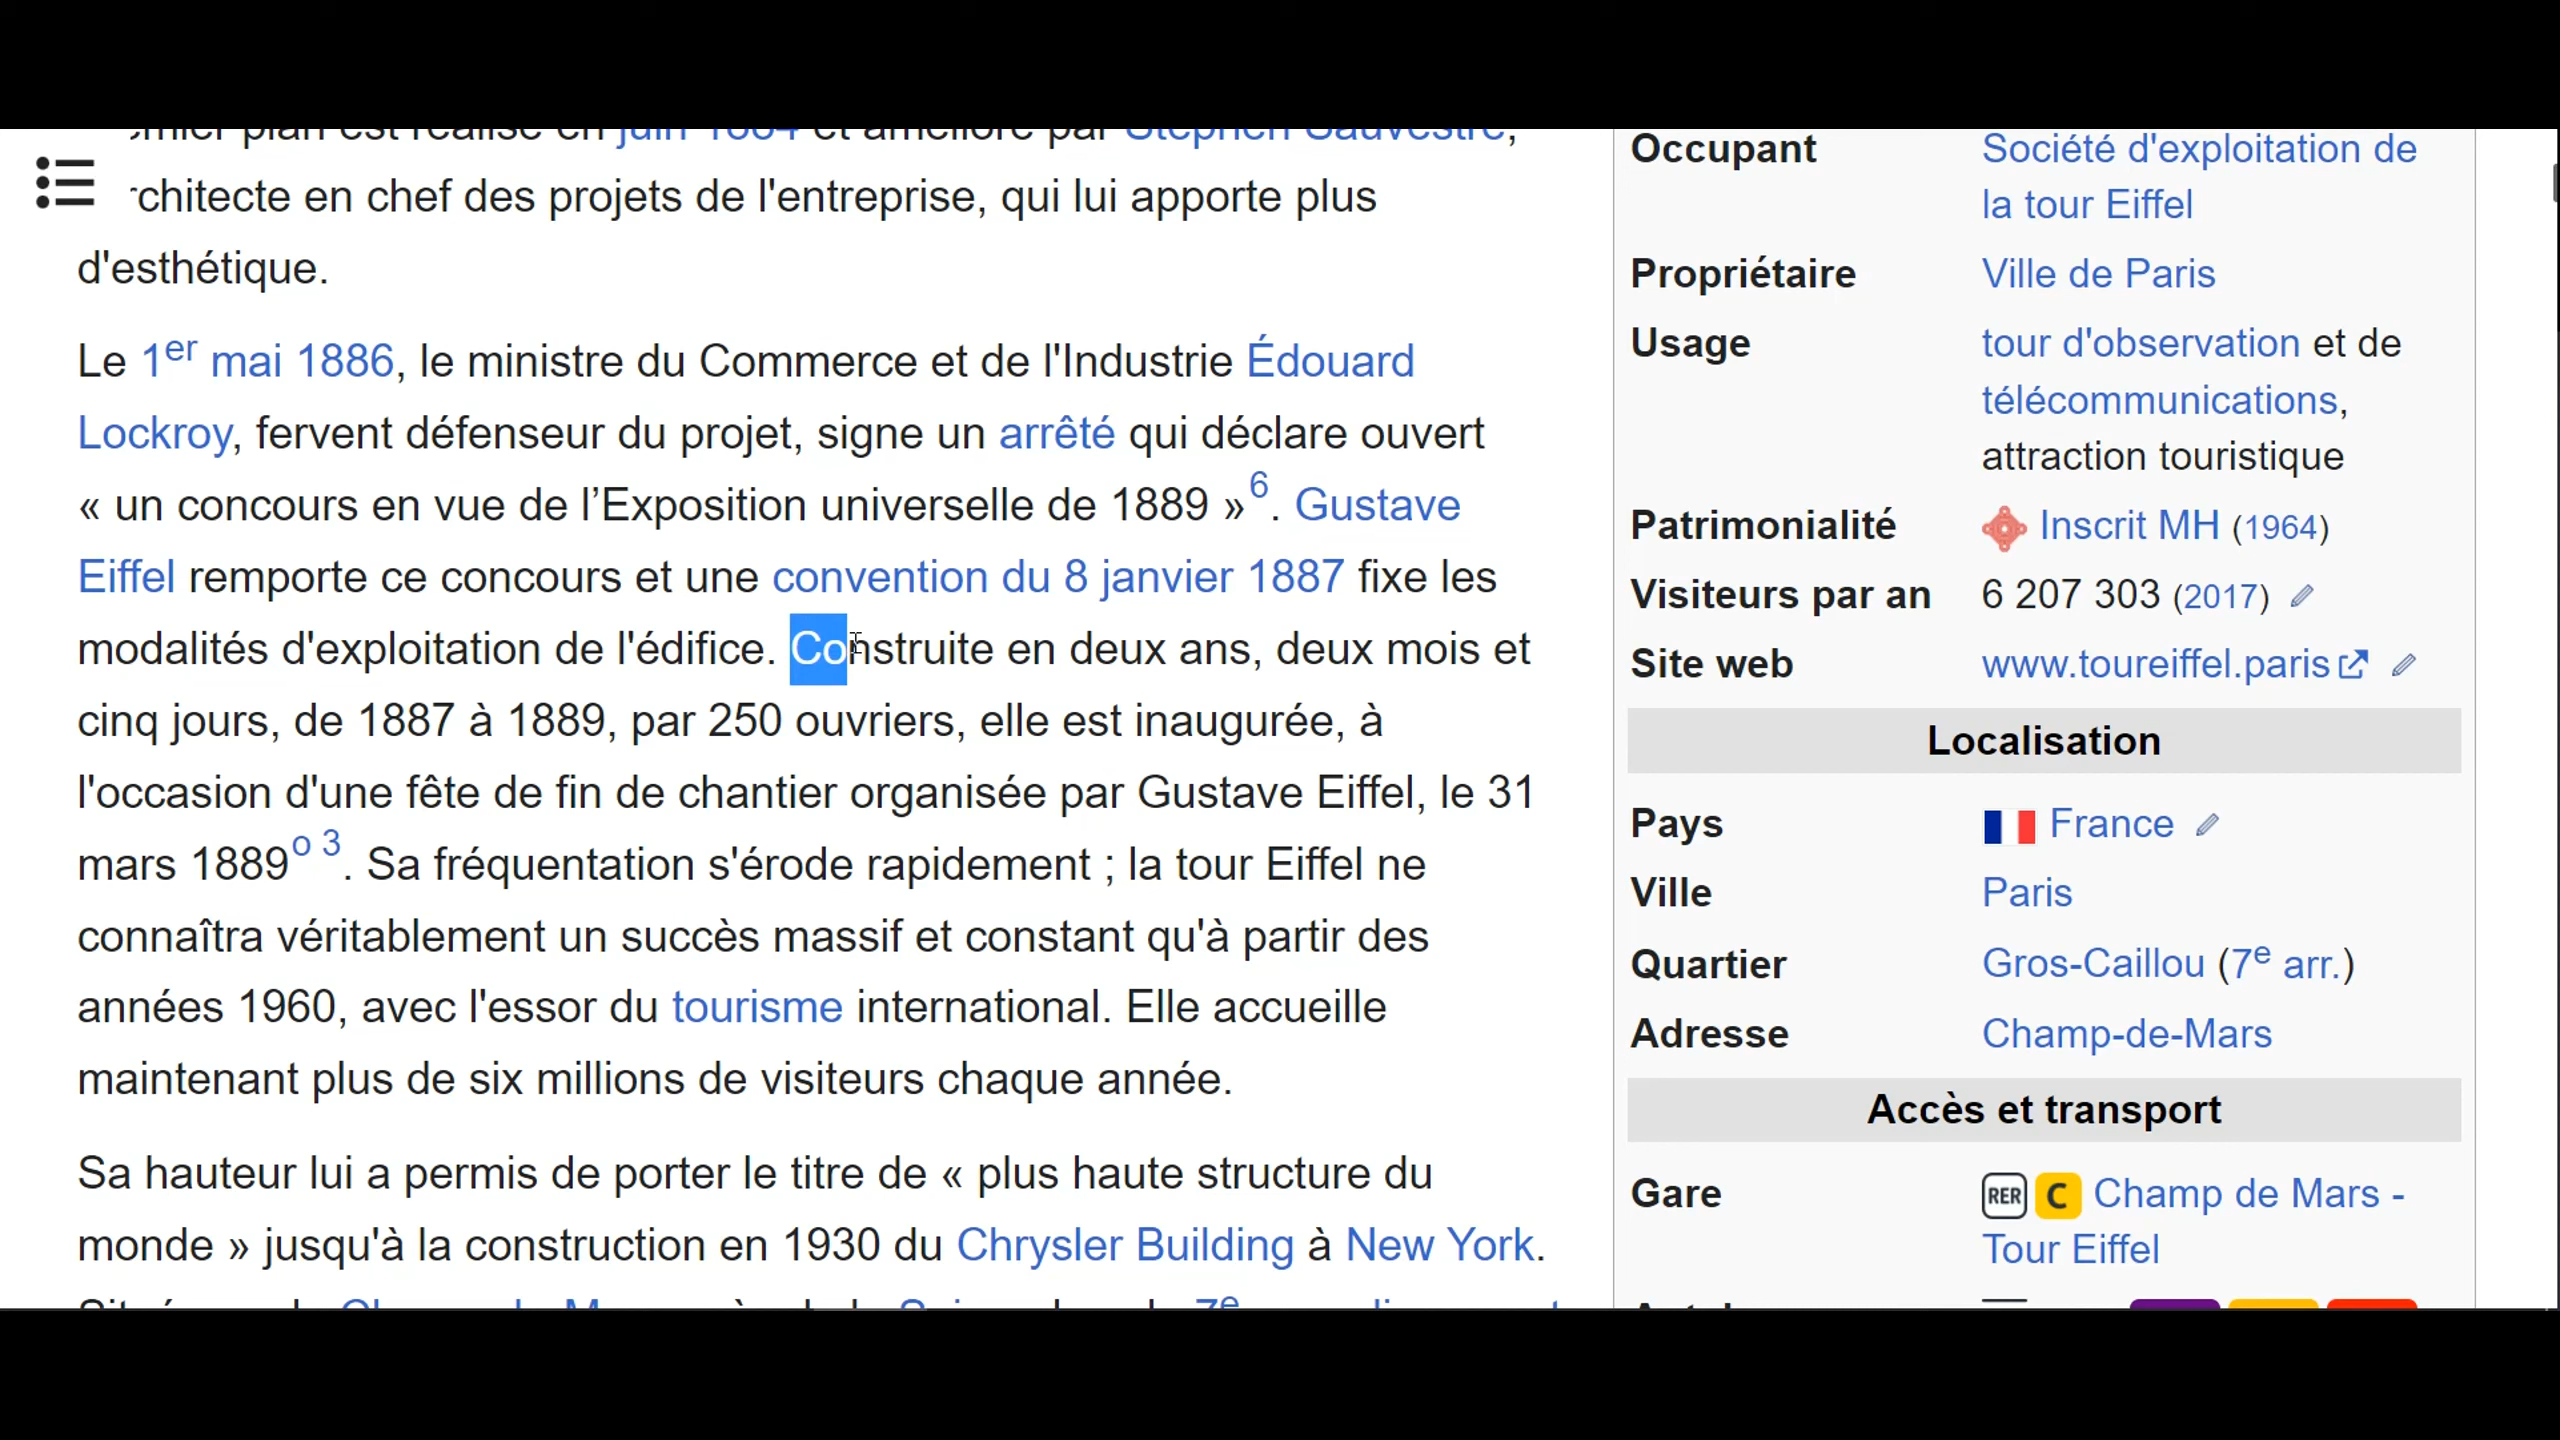 rchitecte en chef des projets de l'entreprise, qui lui apporte plus
d'esthétique.
Le 1er mai 1886, le ministre du Commerce et de l'Industrie Édouard
Lockroy, fervent défenseur du projet, signe un arrêté qui déclare ouvert
« un concours en vue de l’Exposition universelle de 1889 »6. Gustave
Eiffel remporte ce concours et une convention du 8 janvier 1887 fixe les
modalités d'exploitation de l'édifice. Construite en deux ans, deux mois et
cinq jours, de 1887 à 1889, par 250 ouvriers, elle est inaugurée, à
l'occasion d'une fête de fin de chantier organisée par Gustave Eiffel, le 31
mars 1889o 3. Sa fréquentation s'érode rapidement ; la tour Eiffel ne
connaîtra véritablement un succès massif et constant qu'à partir des
années 1960, avec l'essor du tourisme international. Elle accueille
maintenant plus de six millions de visiteurs chaque année.
Sa hauteur lui a permis de porter le titre de « plus haute structure du
monde » jusqu'à la construction en 1930 du Chrysler Building à New York.
Occupant Société d'exploitation de
la tour Eiffel
Propriétaire Ville de Paris
Usage tour d'observation et de
télécommunications,
attraction touristique
Patrimonialité Inscrit MH (1964)
Visiteurs par an 6 207 303 (2017)
Site web www.toureiffel.paris
Localisation
Pays France
Ville Paris
Quartier Gros-Caillou (7e arr.)
Adresse Champ-de-Mars
Accès et transport
Gare RER C Champ de Mars -
Tour Eiffel